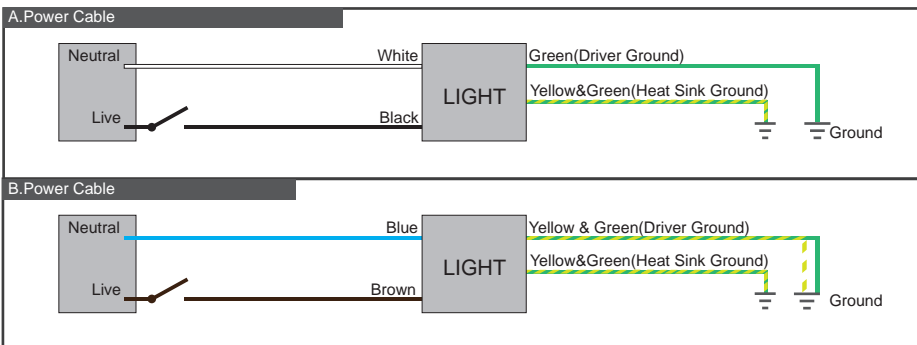 A.Power Cable
Neutral
White
Green(Driver Ground)
LIGHT
Yellow&Green(Heat Sink Ground)
Live
Black
Ground
B.Power Cable
Neutral
Blue
Yellow & Green(Driver Ground)
LIGHT
Yellow&Green(Heat Sink Ground)
Live
Brown
Ground